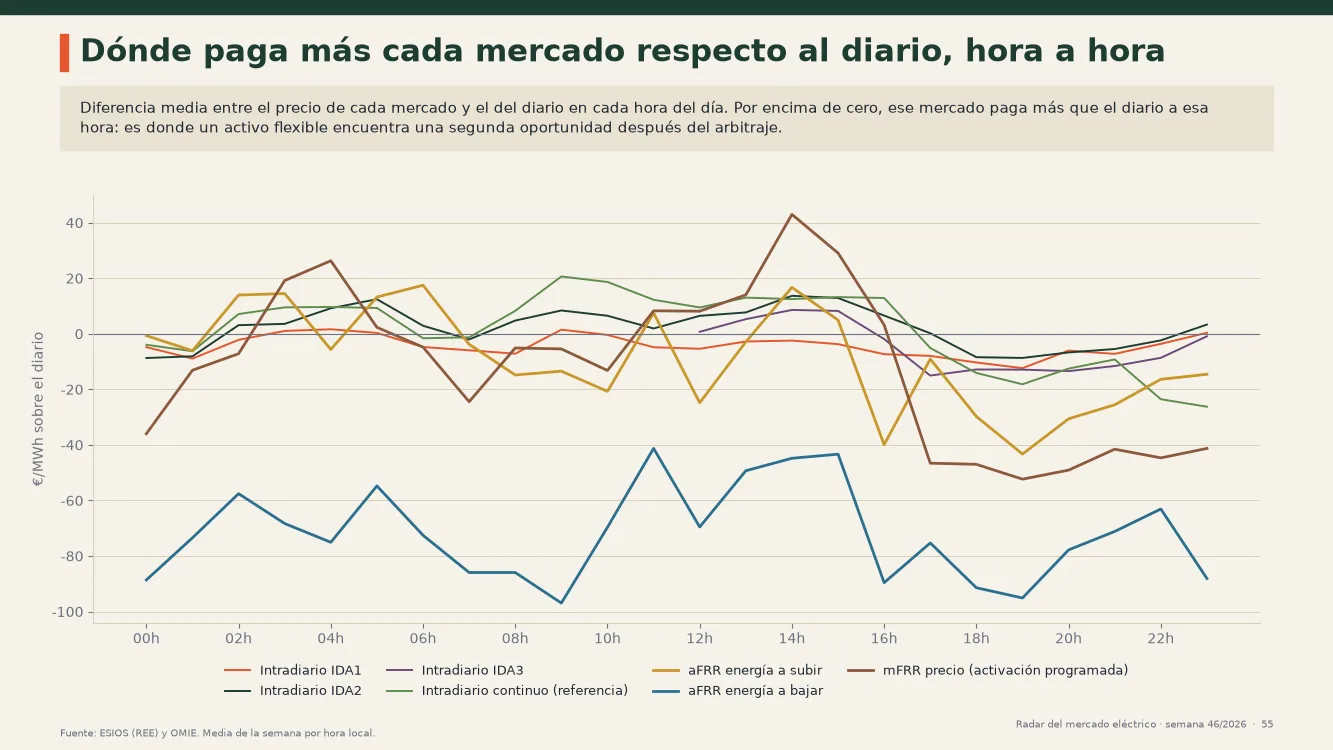 Dónde paga más cada mercado respecto al diario, hora a hora
Diferencia media entre el precio de cada mercado y el del diario en cada hora del día. Por encima de cero, ese mercado paga más que el diario a esa
hora: es donde un activo flexible encuentra una segunda oportunidad después del arbitraje.
€/MWh sobre el diario
40
20
0
-20
-40
-60
-80
-100
00h 02h 04h 06h 08h 10h 12h 14h 16h 18h 20h 22h
Intradiario IDA1 Intradiario IDA3 aFRR energía a subir mFRR precio (activación programada)
Intradiario IDA2 Intradiario continuo (referencia) aFRR energía a bajar
Radar del mercado eléctrico · semana 46/2026 · 55
Fuente: ESIOS (REE) y OMIE. Media de la semana por hora local.